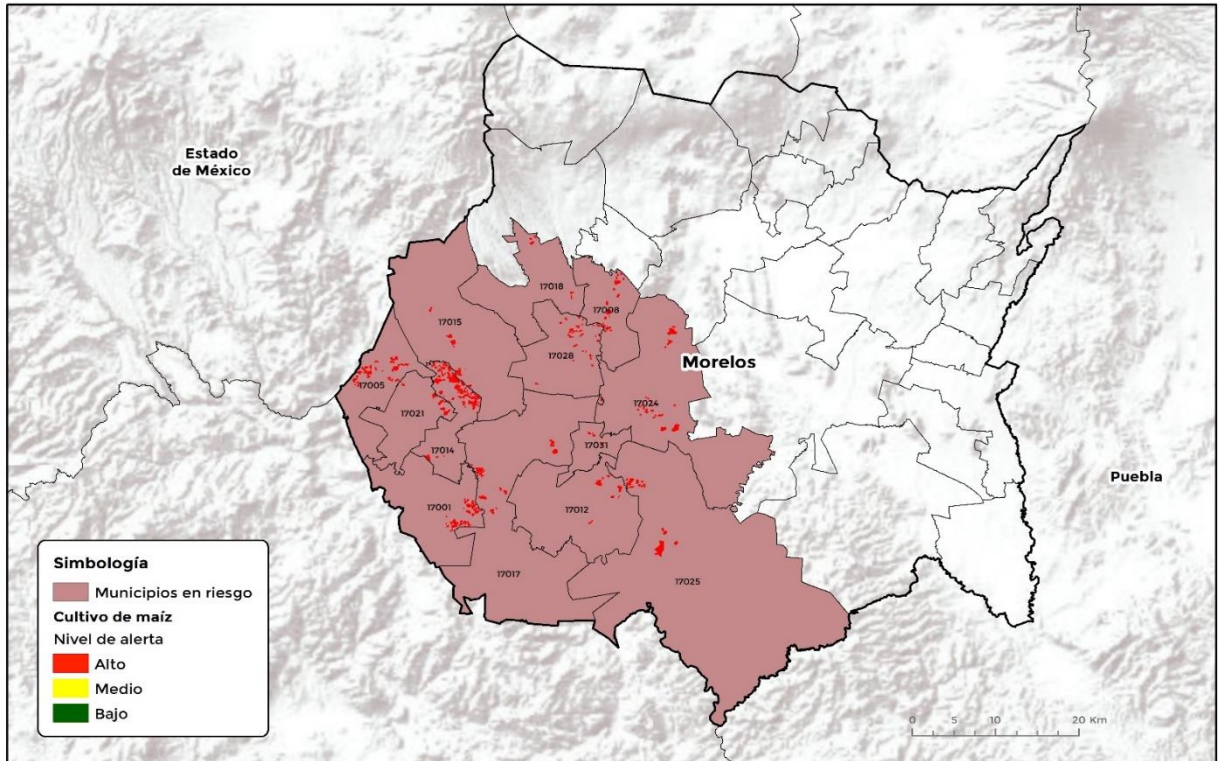 Estado
de México
17018
17008
17015
17028
Morelos
17005
17021
17024
17014
17031
Puebla
17001
17012
17017
17025
Simbología
Municipios en riesgo
Cultivo de maíz
Nivel de alerta
Alto
Medio
Bajo
0 5 10 20 Km